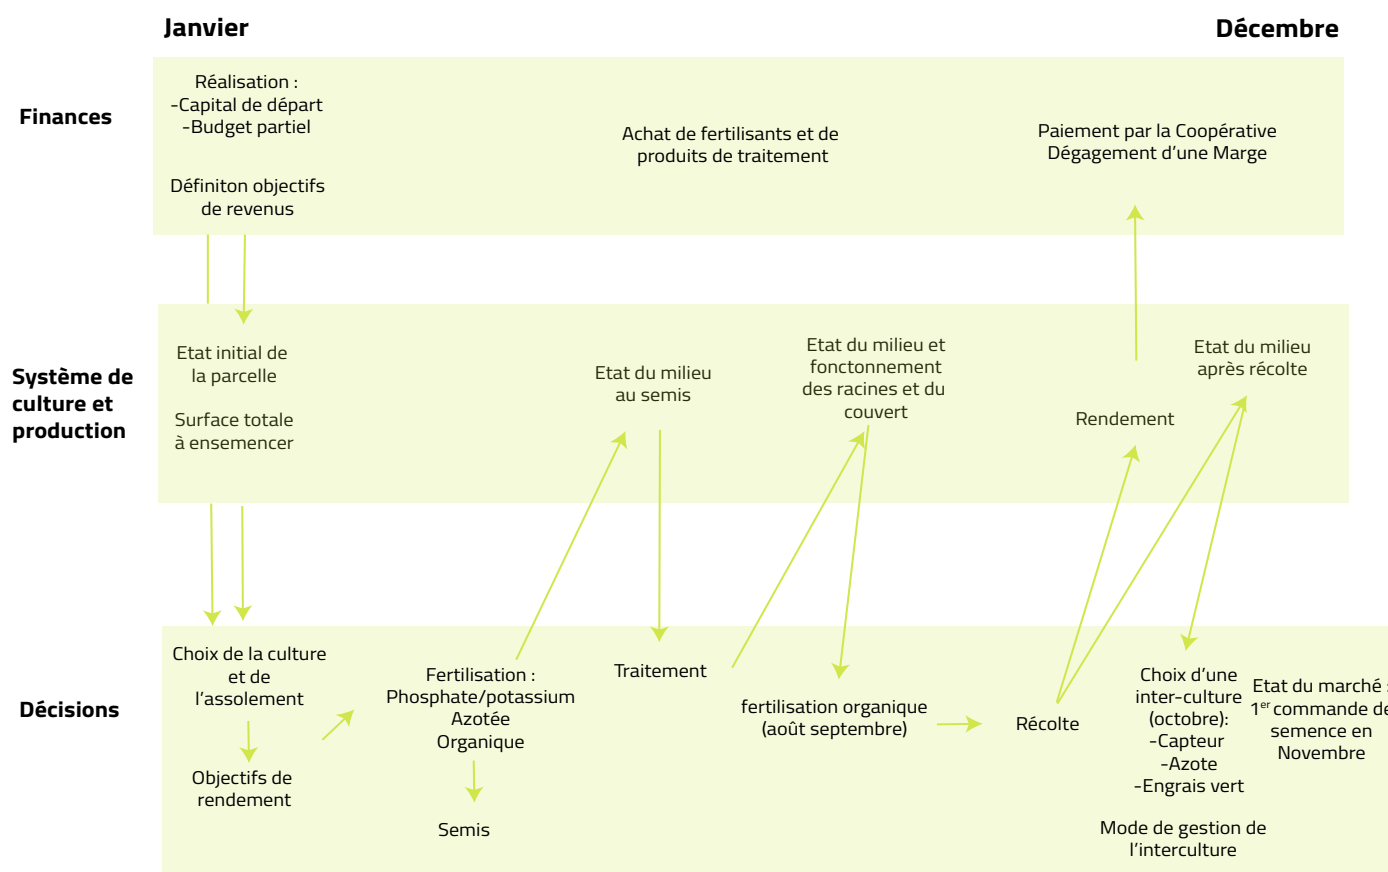 Janvier
Décembre
Finances
Réalisation :
-Capital de départ
-Budget partiel
Définiton objectifs
de revenus
Achat de fertilisants et de
produits de traitement
Paiement par la Coopérative
Dégagement d'une Marge
Système de
culture et
production
Etat initial de
la parcelle
Surface totale
à ensemencer
Etat du milieu
au semis
Etat du milieu et
fonctonnement
des racines et du
couvert
Rendement
Etat du milieu
après récolte
Décisions
Choix de la culture
et de
l'assolement
Objectifs de
rendement
Fertilisation :
Phosphate/potassium
Azotée
Organique
Semis
Traitement
fertilisation organique
(août septembre)
Récolte
Choix d'une
inter-culture
(octobre):
-Capteur
-Azote
-Engrais vert
Mode de gestion de
l'interculture
Etat du marché :
1er commande de
semence en
Novembre